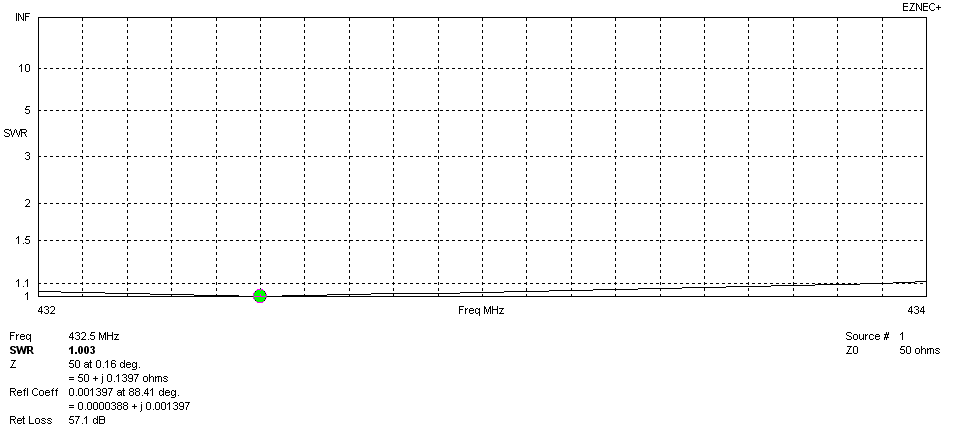 EZNEC+
INF
10
5
SWR
3
2
1.5
1.1
1
432 Freq MHz 434
Freq 432.5 MHz Source # 1
SWR 1.003 Z0 50 ohms
Z 50 at 0.16 deg.
= 50 + j 0.1397 ohms
Refl Coeff 0.001397 at 88.41 deg.
= 0.0000388 + j 0.001397
Ret Loss 57.1 dB